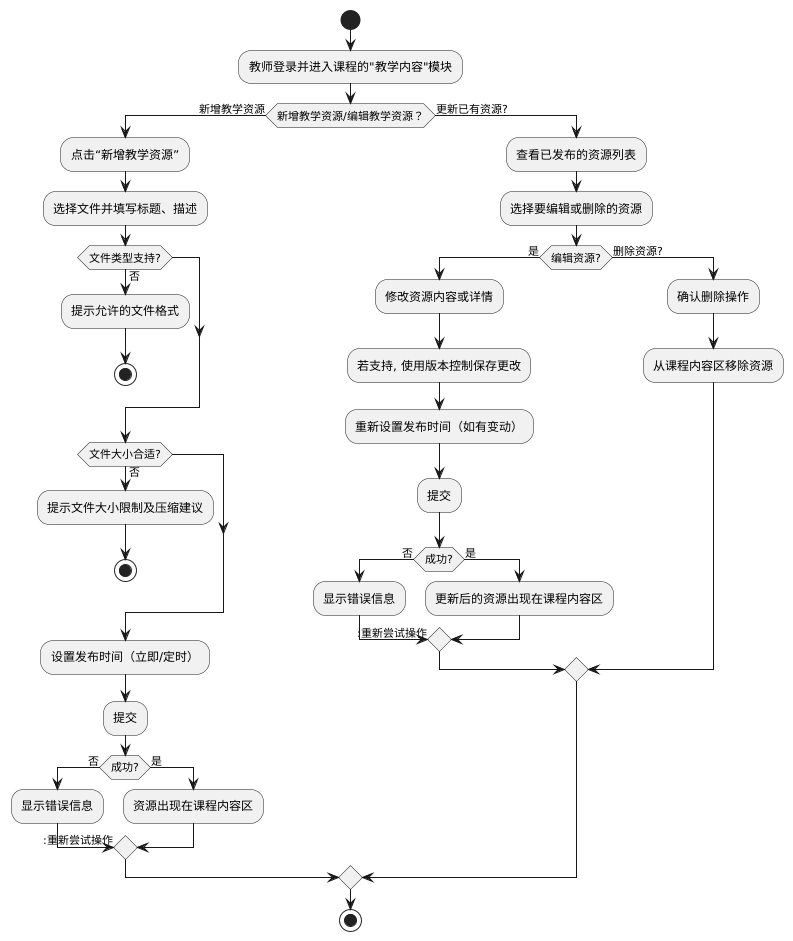 教师登录并进入课程的"教学内容"模块
新增教学资源
新增教学资源/编辑教学资源？
更新已有资源?
点击“新增教学资源”
选择文件并填写标题、描述
文件类型支持?
否
提示允许的文件格式
文件大小合适?
否
提示文件大小限制及压缩建议
设置发布时间（立即/定时）
提交
否
成功?
是
显示错误信息
资源出现在课程内容区
:重新尝试操作
查看已发布的资源列表
选择要编辑或删除的资源
是
编辑资源?
删除资源?
修改资源内容或详情
若支持, 使用版本控制保存更改
重新设置发布时间（如有变动）
提交
否
成功?
是
显示错误信息
更新后的资源出现在课程内容区
:重新尝试操作
确认删除操作
从课程内容区移除资源